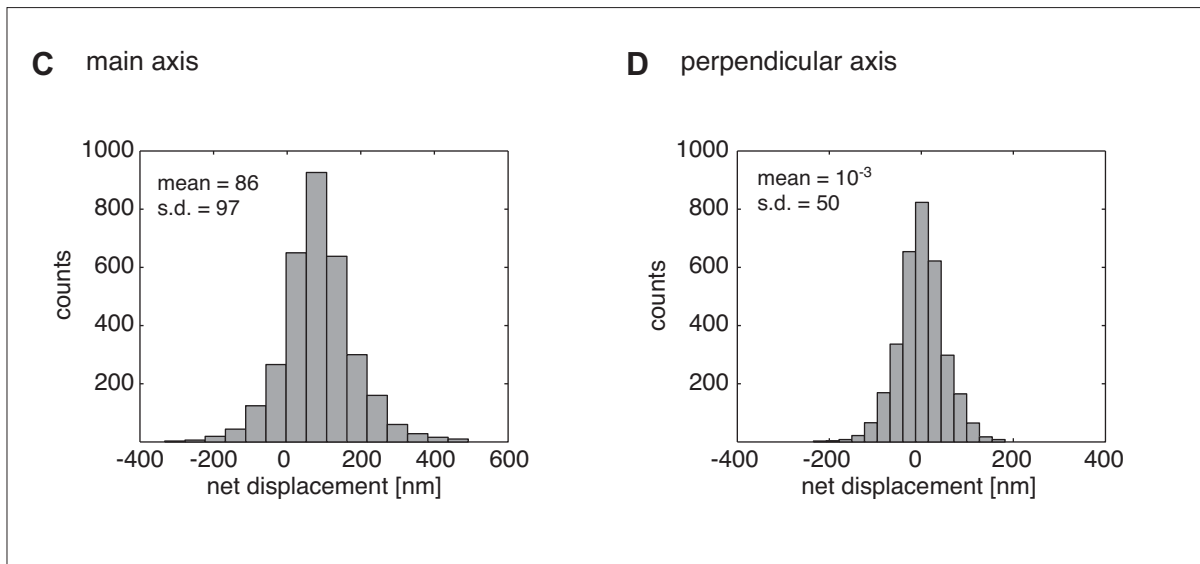 C main axis
1000
800
600
400
200
counts
mean = 86
s.d. = 97
-400 -200 0 200 400 600
net displacement [nm]
D perpendicular axis
1000
800
600
400
200
counts
mean = 10⁻³
s.d. = 50
-400 -200 0 200 400
net displacement [nm]